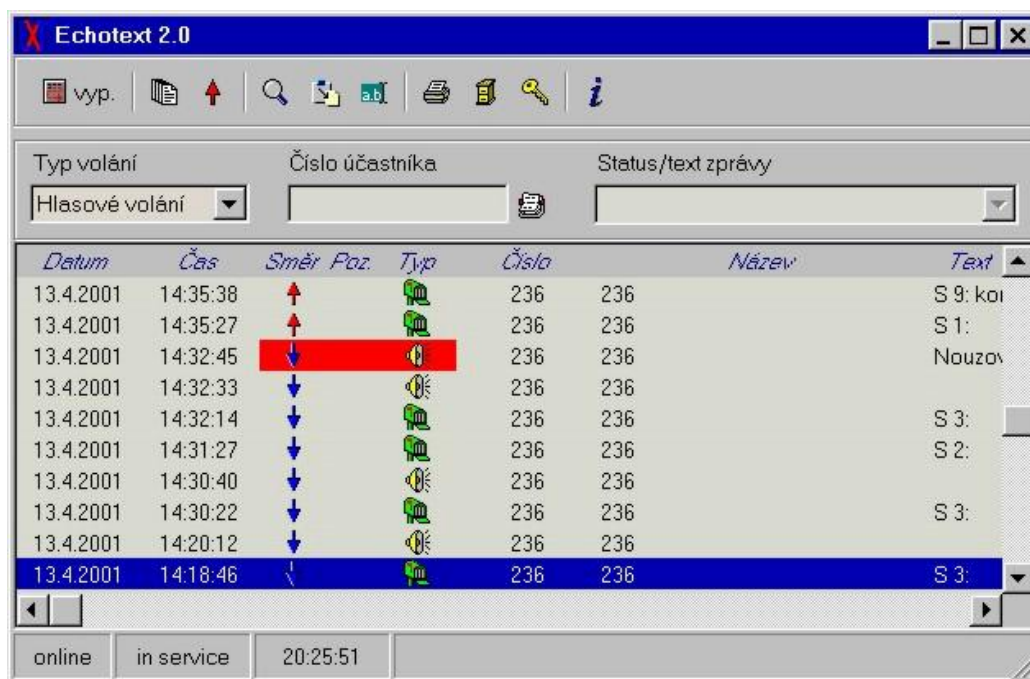 Echotext 2.0
vyp. a.b i
Typ volání Číslo účastníka Status/text zprávy
Hlasové volání
Datum Čas Směr Poz. Typ Číslo Název Text
13.4.2001 14:35:38 236 236 S 9: kon
13.4.2001 14:35:27 236 236 S 1:
13.4.2001 14:32:45 236 236 Nouzov
13.4.2001 14:32:33 236 236
13.4.2001 14:32:14 236 236 S 3:
13.4.2001 14:31:27 236 236 S 2:
13.4.2001 14:30:40 236 236
13.4.2001 14:30:22 236 236 S 3:
13.4.2001 14:20:12 236 236
13.4.2001 14:18:46 236 236 S 3:
online in service 20:25:51